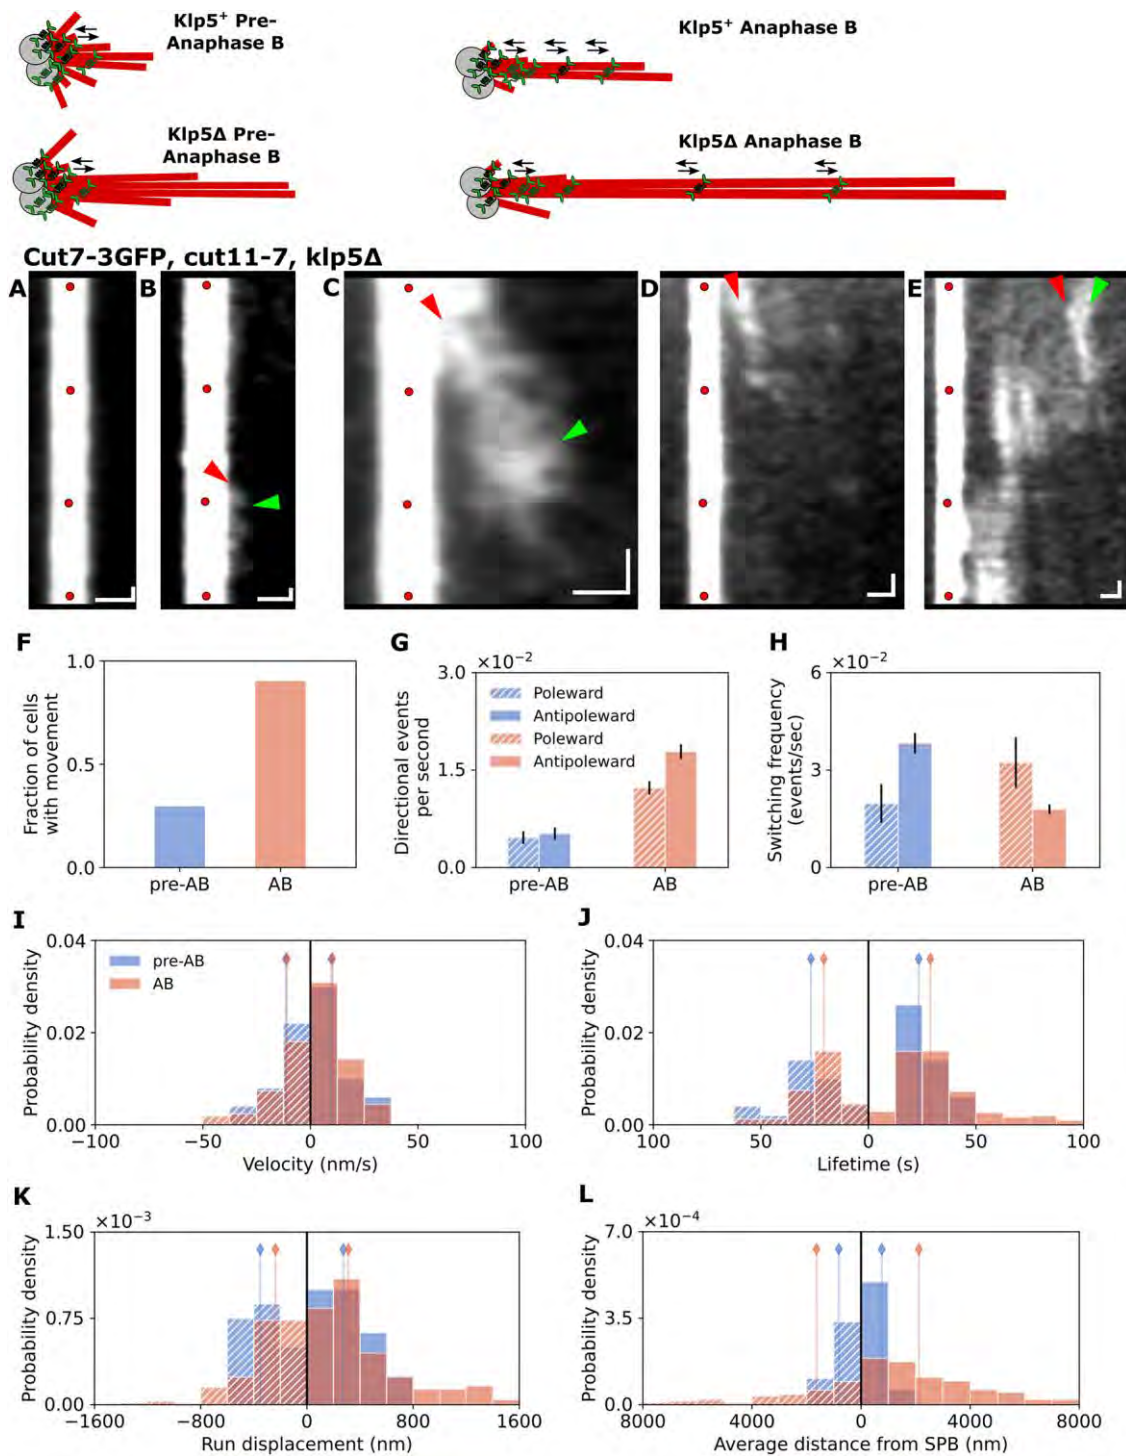 Klp5⁺ Pre-
Anaphase B
Klp5⁺ Anaphase B
Klp5Δ Pre-
Anaphase B
Klp5Δ Anaphase B
Cut7-3GFP, cut11-7, klp5Δ
A
B
C
D
E
F
Fraction of cells
with movement
1.0
0.5
0.0
pre-AB
AB
G
Directional events
per second
×10⁻²
3.0
1.5
0.0
Poleward
Antipoleward
Poleward
Antipoleward
pre-AB
AB
H
Switching frequency
(events/sec)
×10⁻²
6
3
0
pre-AB
AB
I
Probability density
0.04
0.02
0.00
pre-AB
AB
−100
−50
0
50
100
Velocity (nm/s)
J
Probability density
0.04
0.02
0.00
100
50
0
50
100
Lifetime (s)
K
Probability density
×10⁻³
1.50
0.75
0.00
−1600
−800
0
800
1600
Run displacement (nm)
L
Probability density
×10⁻⁴
7.0
3.5
0.0
8000
4000
0
4000
8000
Average distance from SPB (nm)